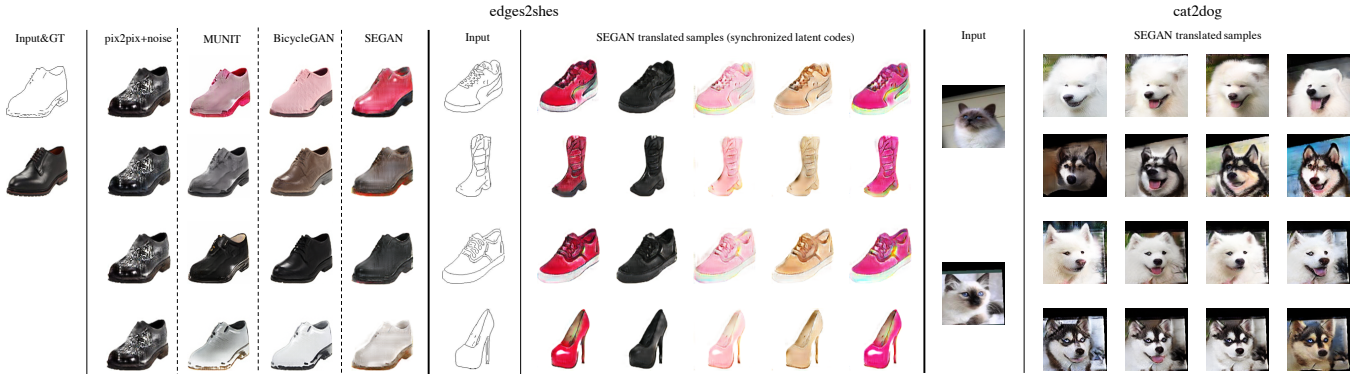 edges2shes
cat2dog
Input&GT
pix2pix+noise
MUNIT
BicycleGAN
SEGAN
Input
SEGAN translated samples (synchronized latent codes)
Input
SEGAN translated samples